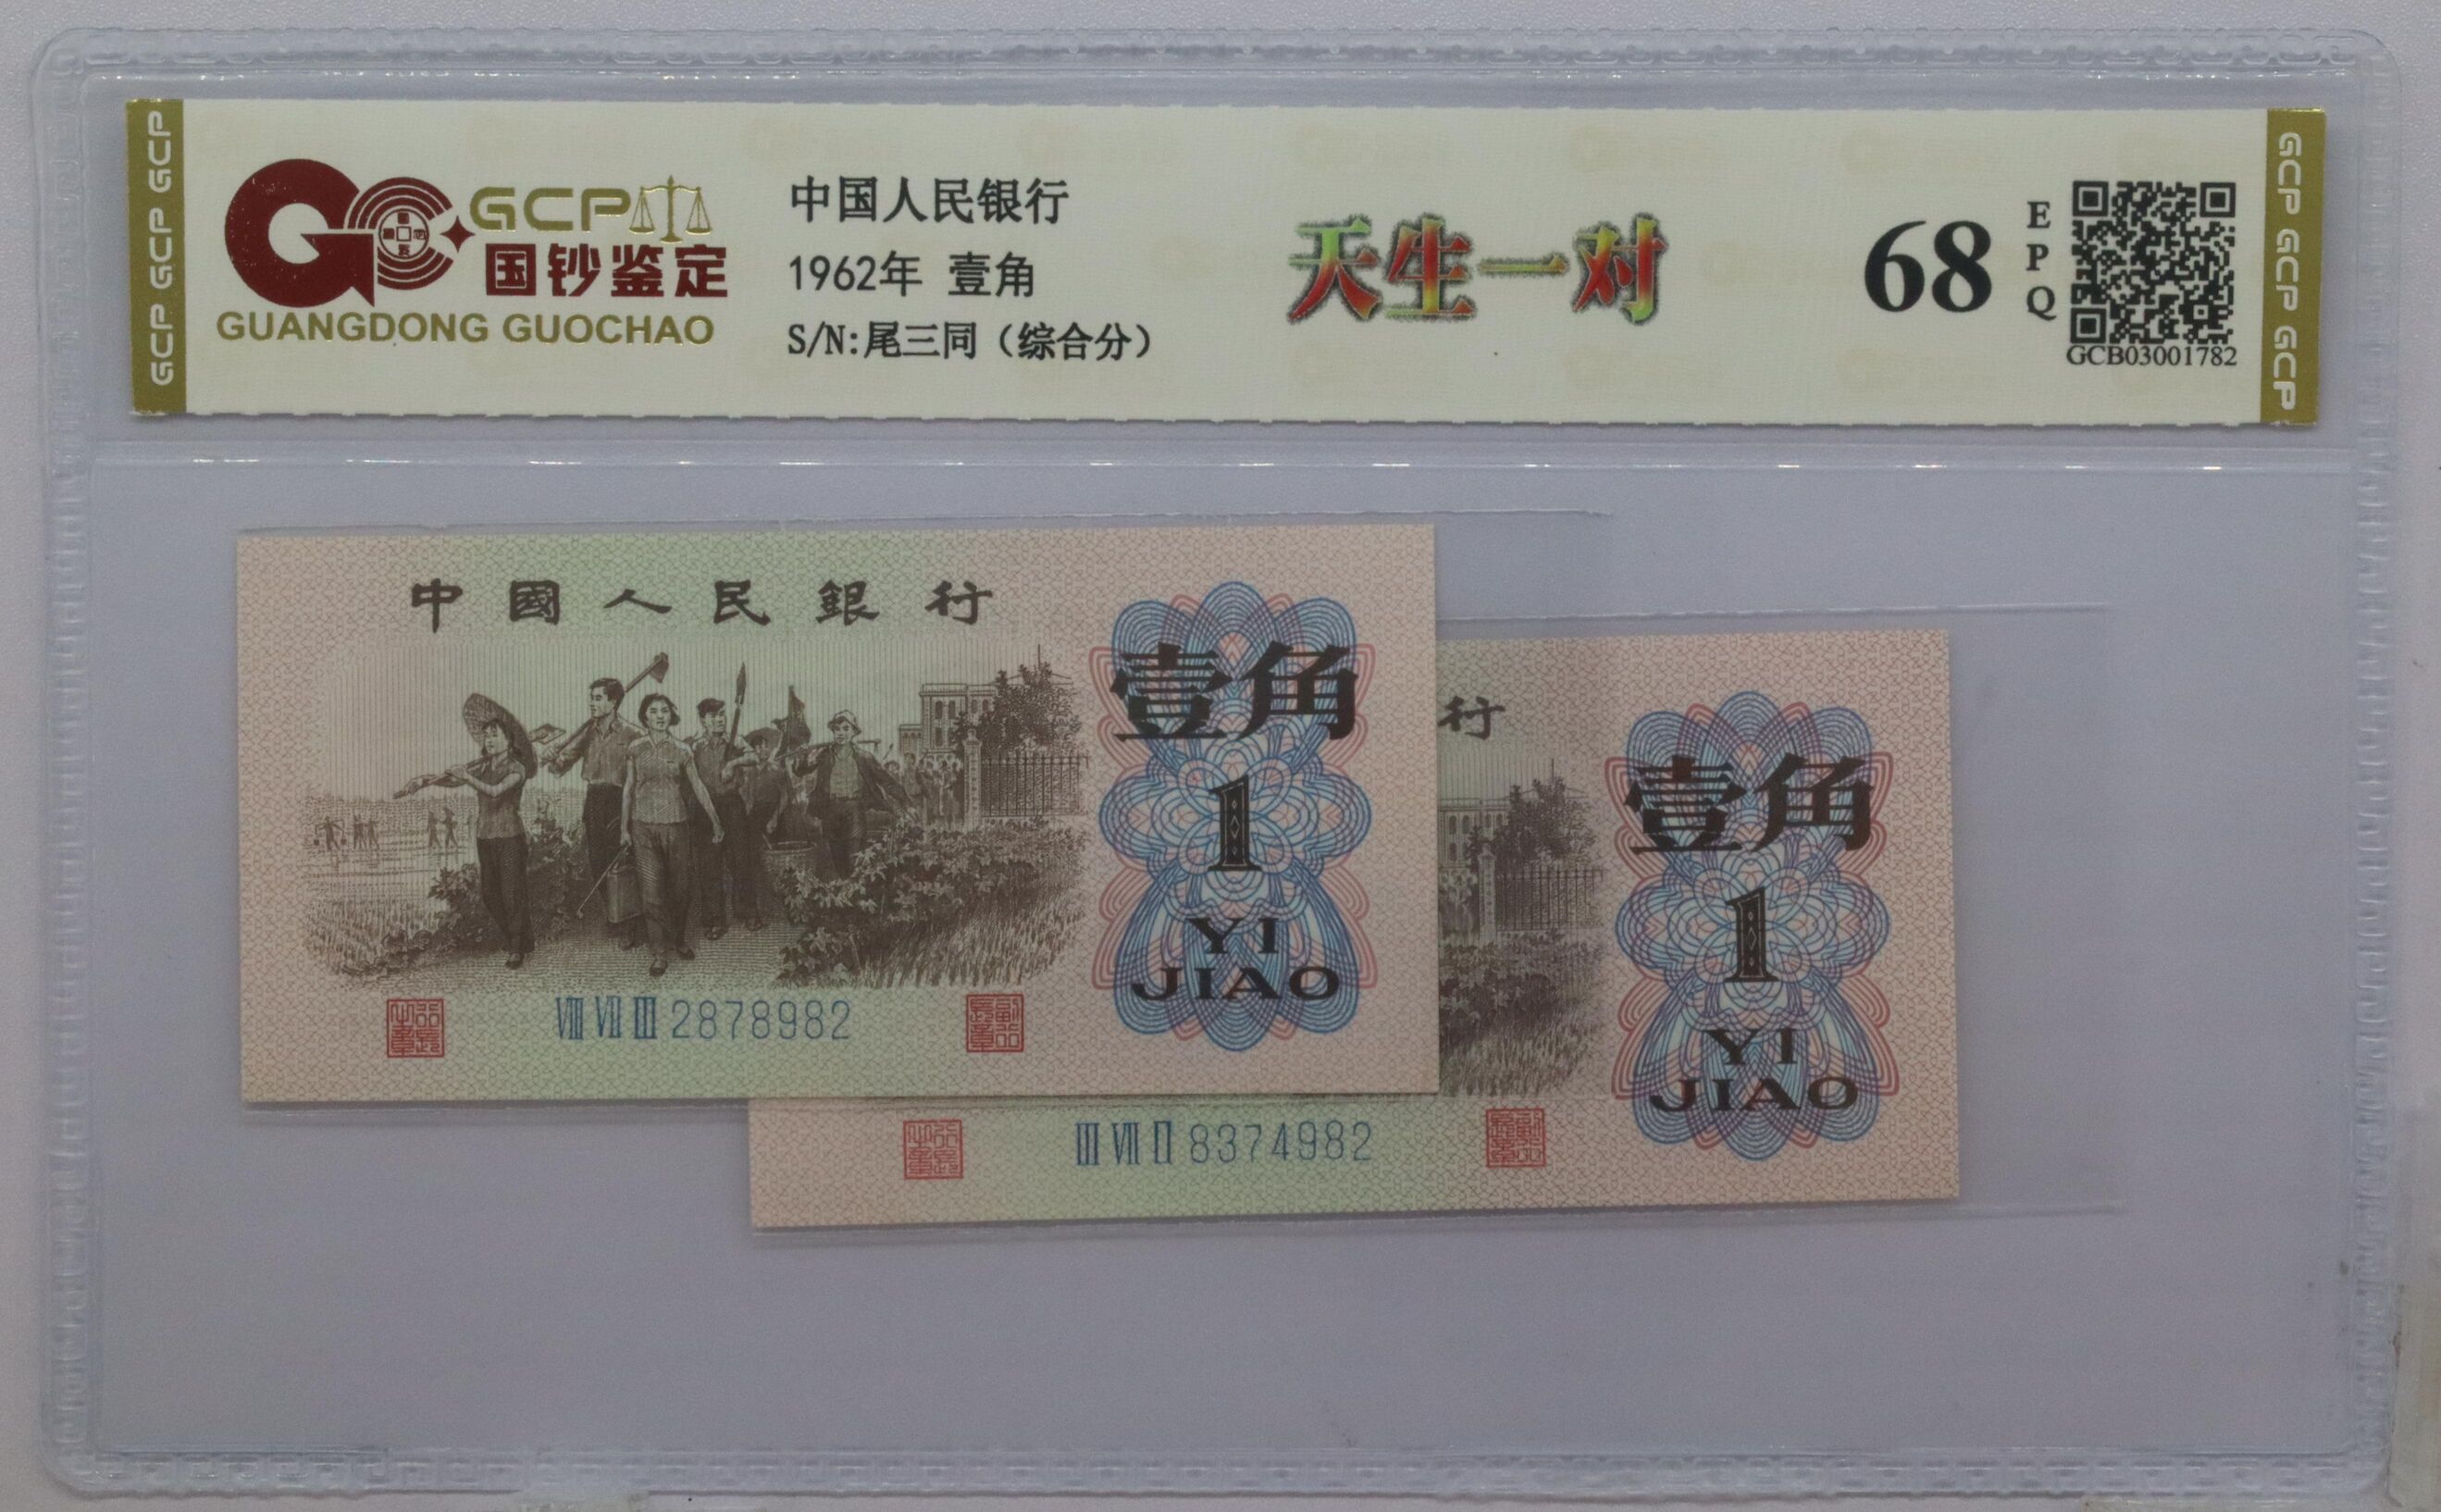 GCP GCP GCP
GCP
国钞鉴定
GUANGDONG GUOCHAO
中国人民银行
1962年 壹角
S/N:尾三同（综合分）
天生一对
68
EPQ
GCB03001782
GCP GCP GCP
中國人民銀行
壹角
1
YI
JIAO
VIII VII III 2878982
行
壹角
1
YI
JIAO
III VII II 8374982